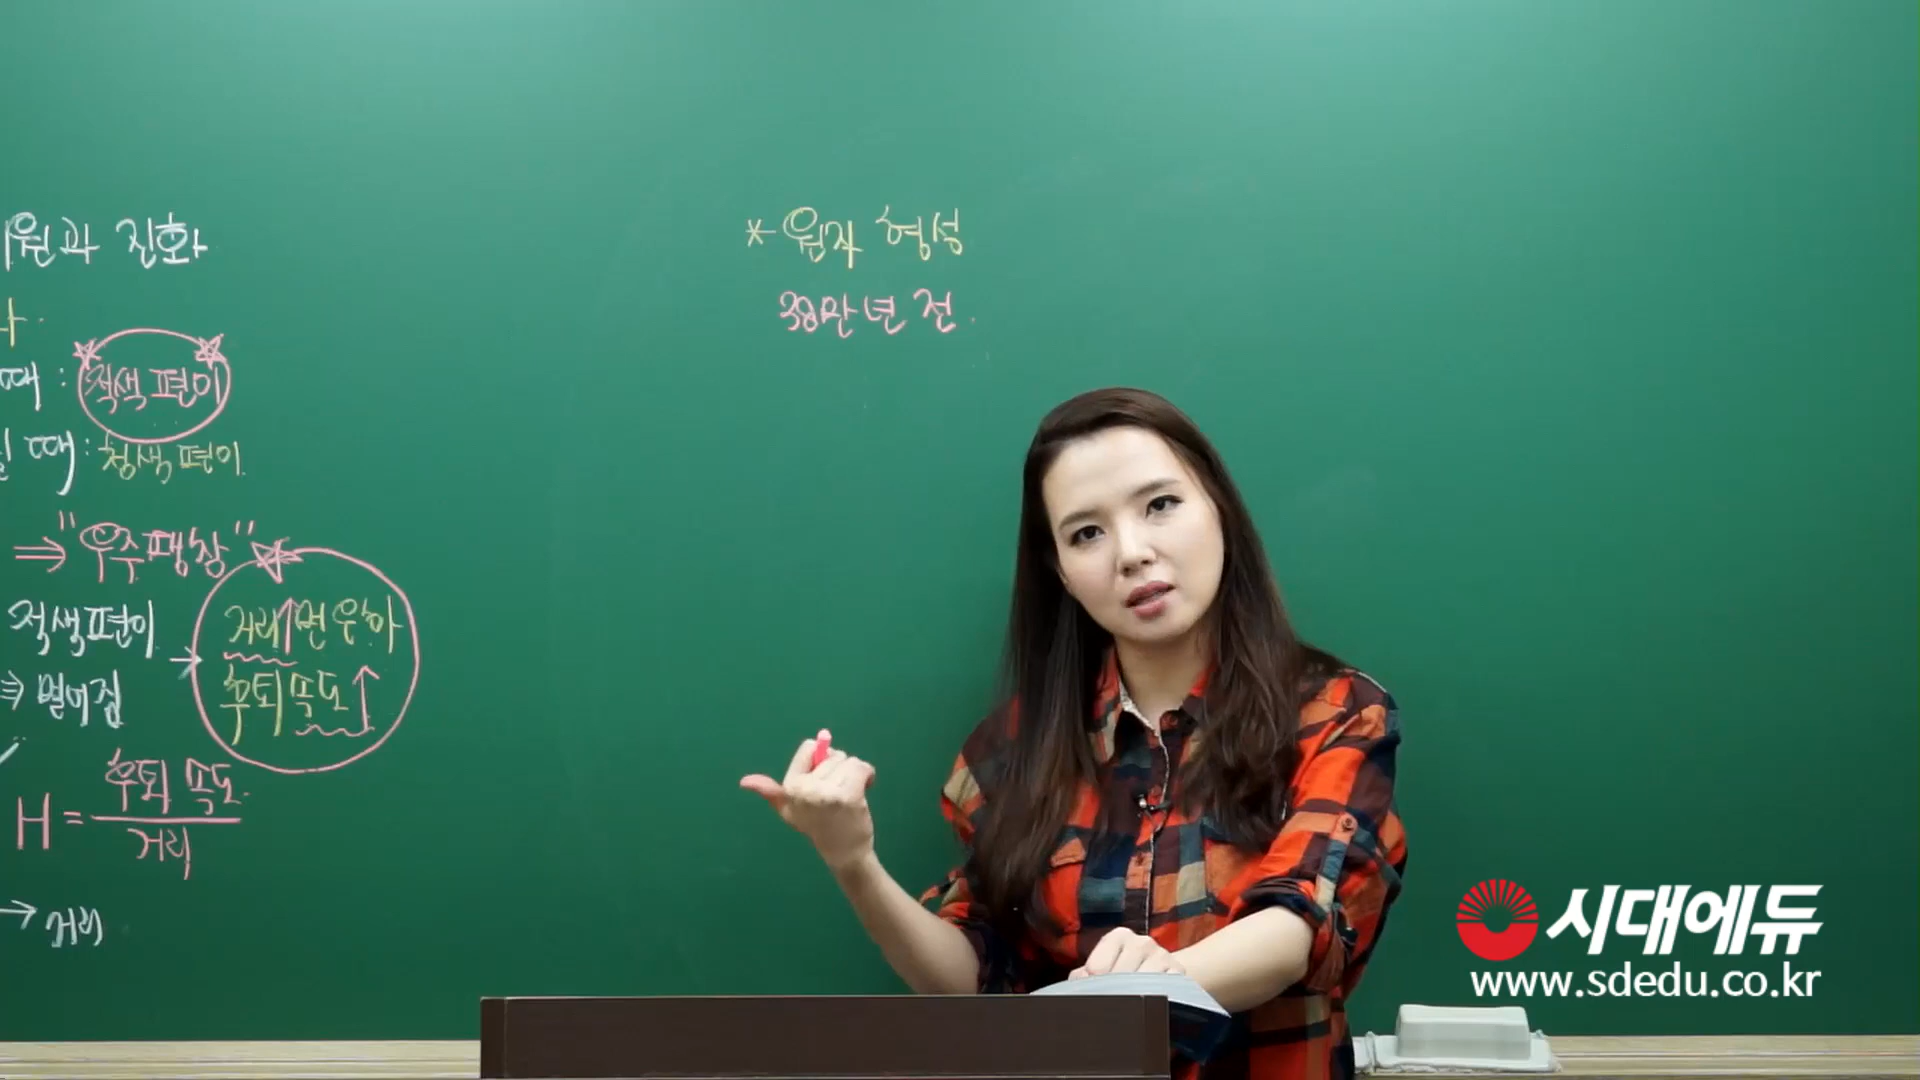 기원과 진화
* 원자 형성
38만년 전.
때 : 적색편이
질 때 : 청색편이.
⇒ "우주팽창"
적색편이 → 거리↑ 먼 은하
⇒ 멀어짐 후퇴속도↑
H = 후퇴 속도 / 거리
→ 거리
시대에듀
www.sdedu.co.kr